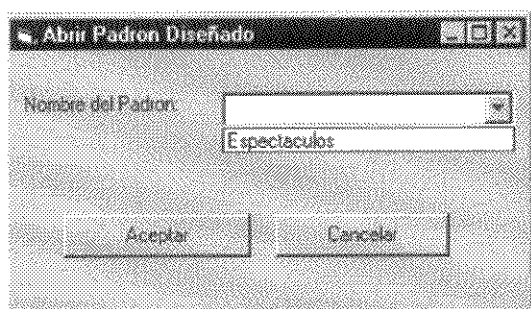 Abrir Padron Diseñado
Nombre del Padron:
Espectaculos
Aceptar
Cancelar